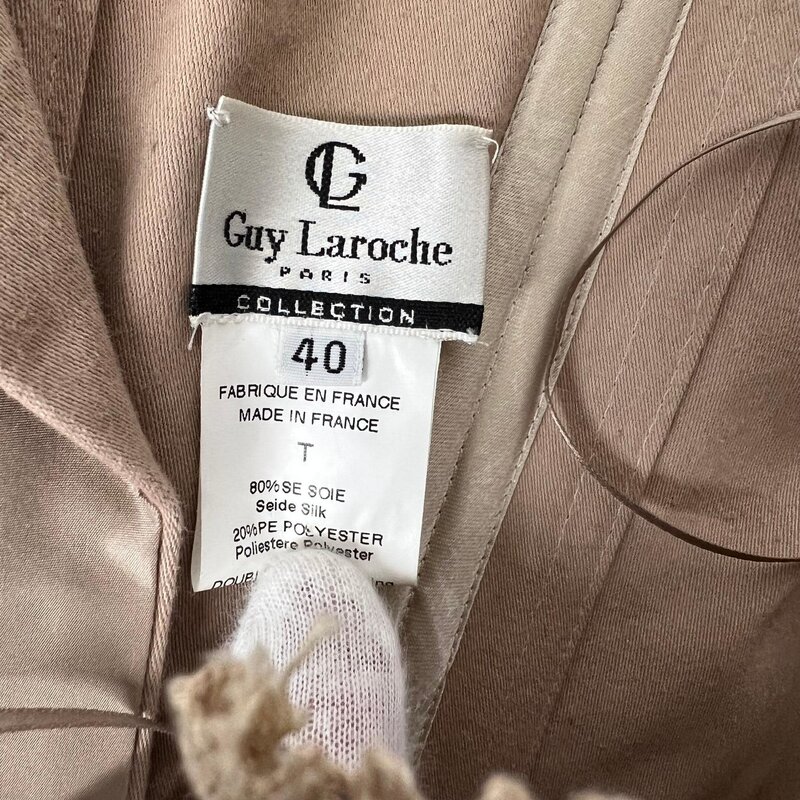 GL
Guy Laroche
PARIS
COLLECTION
40
FABRIQUE EN FRANCE
MADE IN FRANCE
T
80%SE SOIE
Seide Silk
20%PE POLYESTER
Poliestere Polyester